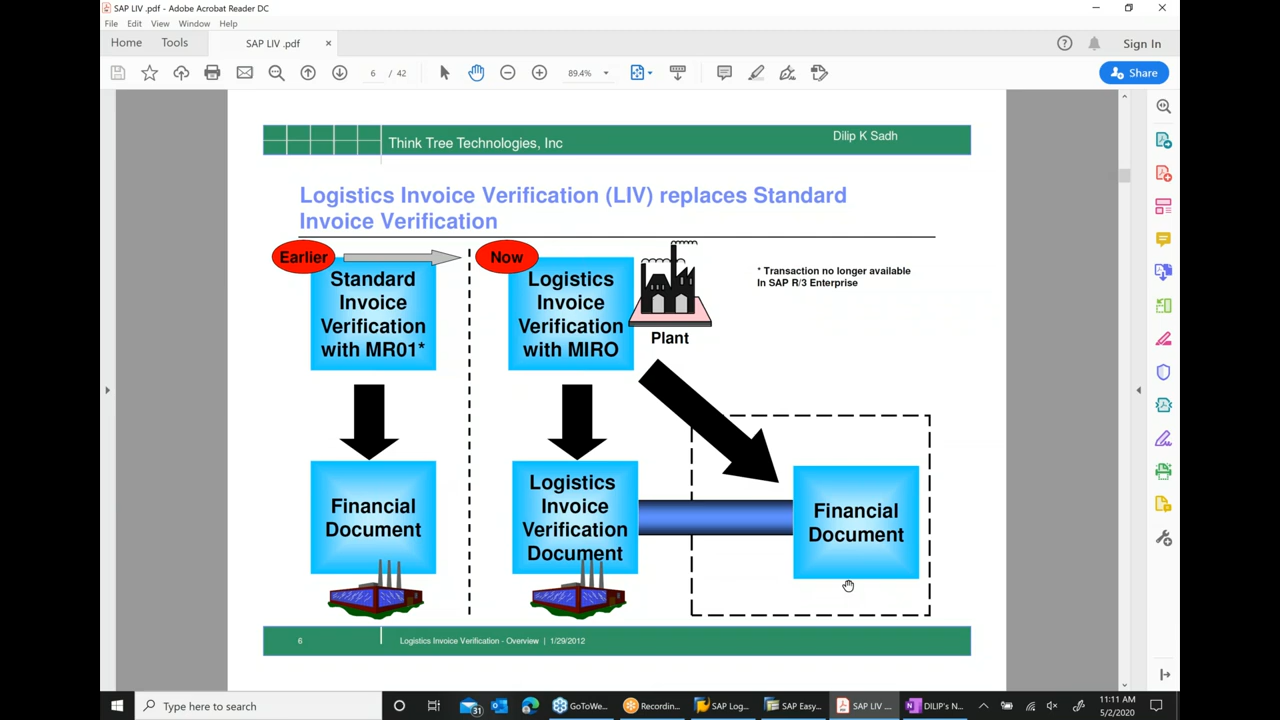 SAP LIV .pdf - Adobe Acrobat Reader DC
File Edit View Window Help
Home Tools SAP LIV .pdf × Sign In
6 / 42 89.4% Share
Think Tree Technologies, Inc Dilip K Sadh
Logistics Invoice Verification (LIV) replaces Standard
Invoice Verification
Earlier
Standard
Invoice
Verification
with MR01*
Now
Logistics
Invoice
Verification
with MIRO
Plant
* Transaction no longer available
In SAP R/3 Enterprise
Financial
Document
Logistics
Invoice
Verification
Document
Financial
Document
6 Logistics Invoice Verification - Overview | 1/29/2012
Type here to search
31
GoToWe...
Recordin...
SAP Log...
SAP Easy...
SAP LIV ...
DILIP's N...
11:11 AM
5/2/2020